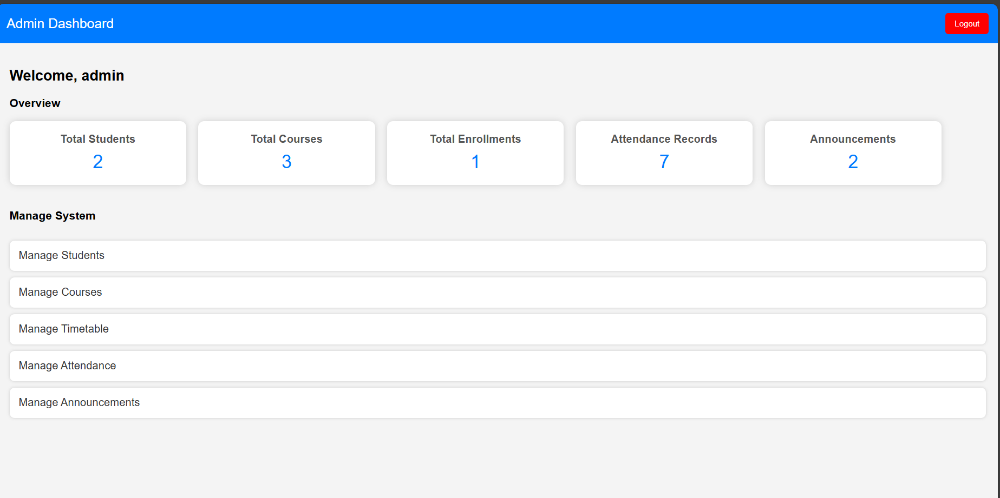 Admin Dashboard
Logout
Welcome, admin
Overview
Total Students
2
Total Courses
3
Total Enrollments
1
Attendance Records
7
Announcements
2
Manage System
Manage Students
Manage Courses
Manage Timetable
Manage Attendance
Manage Announcements